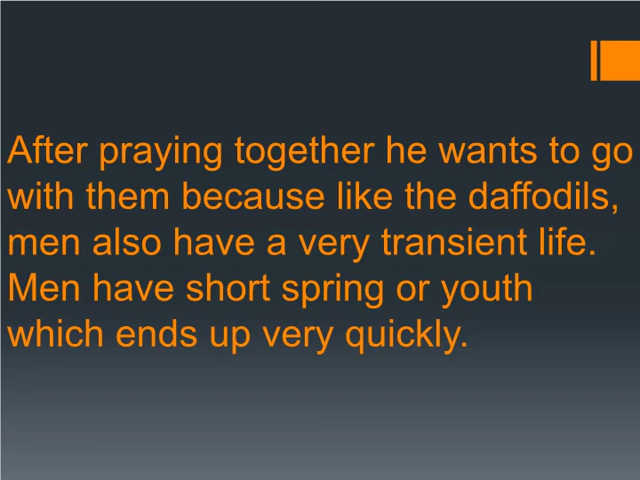 After praying together he wants to go
with them because like the daffodils,
men also have a very transient life.
Men have short spring or youth
which ends up very quickly.